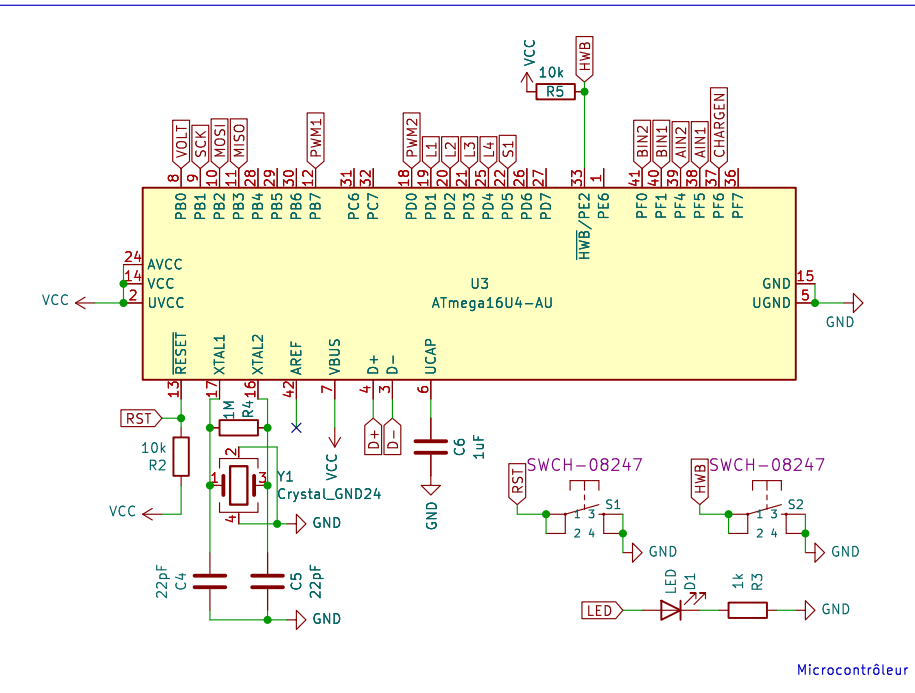 VCC
HWB
10k
R5
VOLT
SCK
MOSI
MISO
PWM1
PWM2
L1
L2
L3
L4
S1
BIN2
BIN1
AIN2
AIN1
CHARGEN
8 9 10 11 28 29 30 12 31 32 18 19 20 21 25 22 26 27 33 1 41 40 39 38 37 36
PB0 PB1 PB2 PB3 PB4 PB5 PB6 PB7 PC6 PC7 PD0 PD1 PD2 PD3 PD4 PD5 PD6 PD7 HWB/PE2 PE6 PF0 PF1 PF4 PF5 PF6 PF7
24 AVCC
14 VCC
2 UVCC
VCC
U3
ATmega16U4-AU
GND 15
UGND 5
GND
RESET XTAL1 XTAL2 AREF VBUS D+ D- UCAP
13 17 16 42 7 4 3 6
RST
1M
R4
10k
R2
VCC
2
1 3
4
Y1
Crystal_GND24
GND
VCC
D+
D-
C6
1uF
GND
22pF
C4
C5
22pF
GND
SWCH-08247
RST
S1
1 3
2 4
GND
SWCH-08247
HWB
S2
1 3
2 4
GND
LED
LED
D1
1k
R3
GND
Microcontrôleur